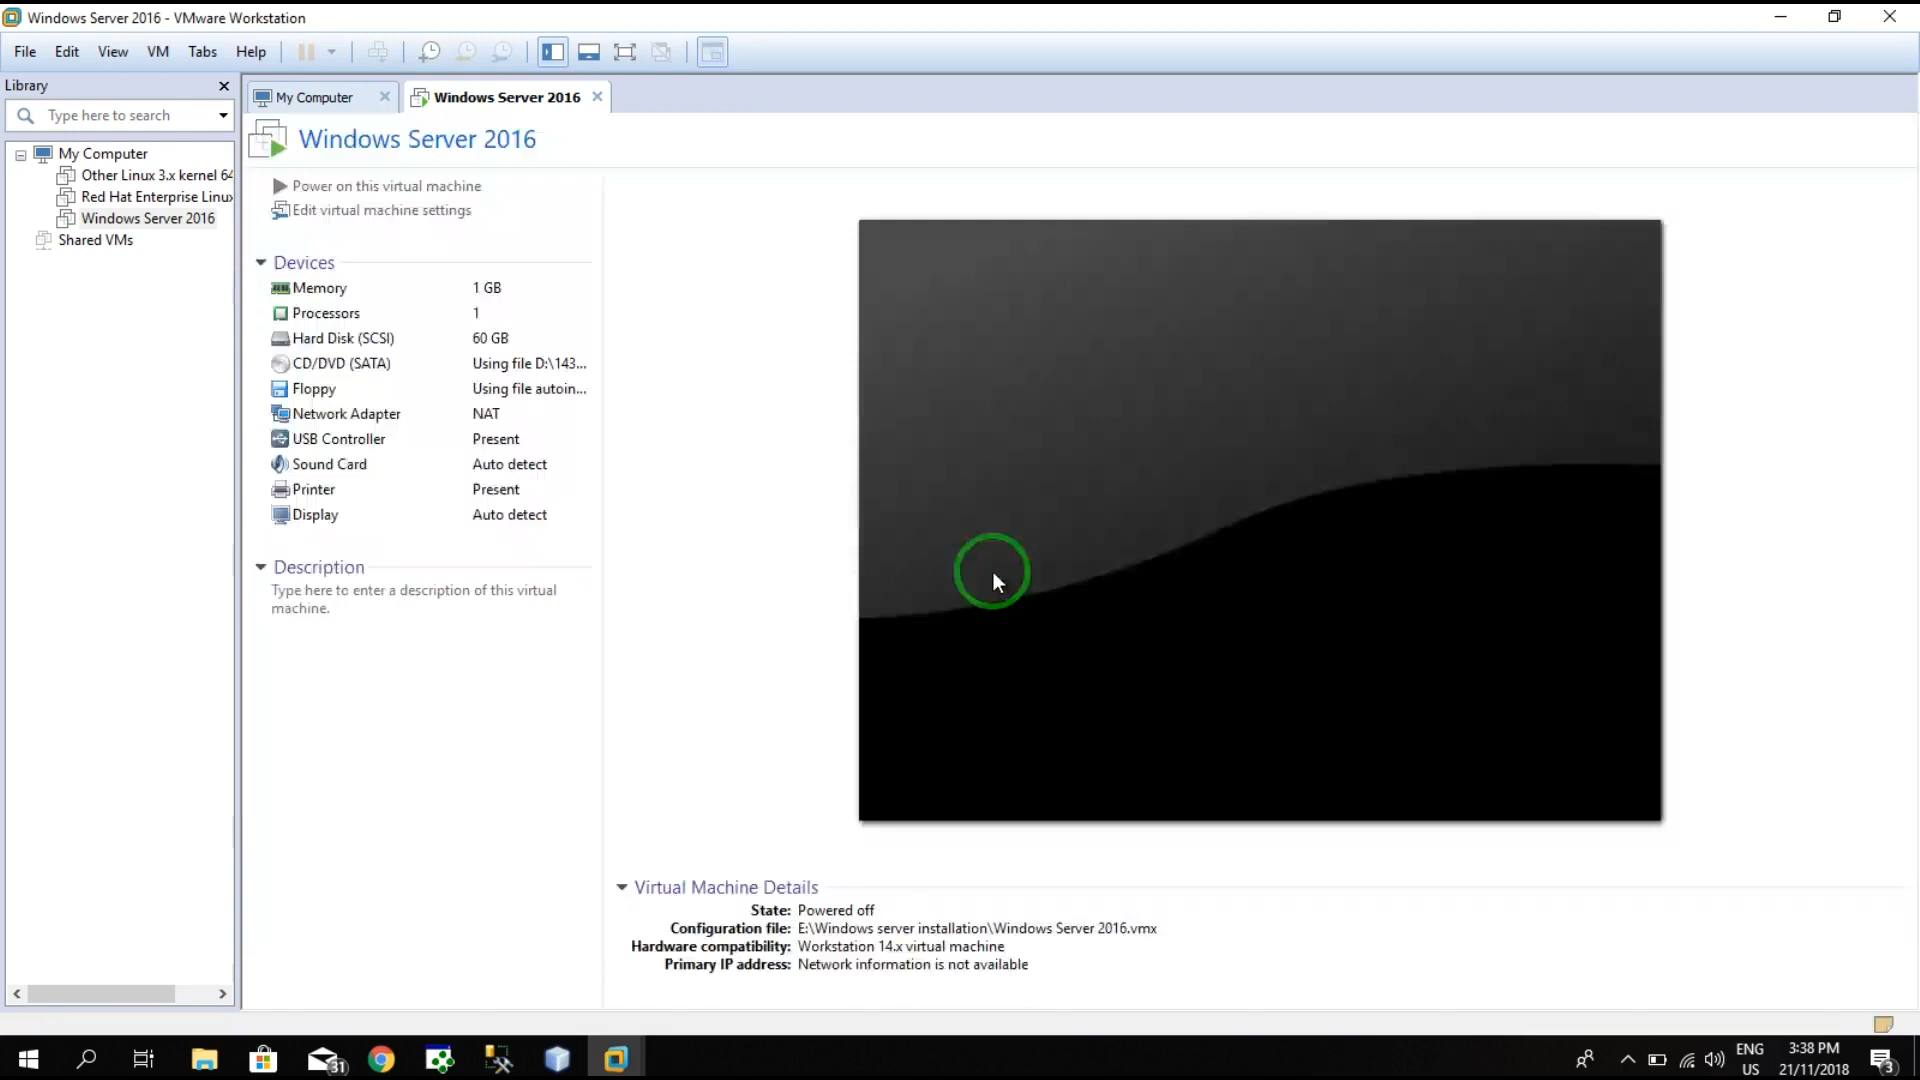 Windows Server 2016 - VMware Workstation
File Edit View VM Tabs Help
Library
Type here to search
My Computer
Other Linux 3.x kernel 64
Red Hat Enterprise Linux
Windows Server 2016
Shared VMs
My Computer
Windows Server 2016
Windows Server 2016
Power on this virtual machine
Edit virtual machine settings
Devices
Memory 1 GB
Processors 1
Hard Disk (SCSI) 60 GB
CD/DVD (SATA) Using file D:\143...
Floppy Using file autoin...
Network Adapter NAT
USB Controller Present
Sound Card Auto detect
Printer Present
Display Auto detect
Description
Type here to enter a description of this virtual
machine.
Virtual Machine Details
State: Powered off
Configuration file: E:\Windows server installation\Windows Server 2016.vmx
Hardware compatibility: Workstation 14.x virtual machine
Primary IP address: Network information is not available
31
ENG
US
3:38 PM
21/11/2018
3